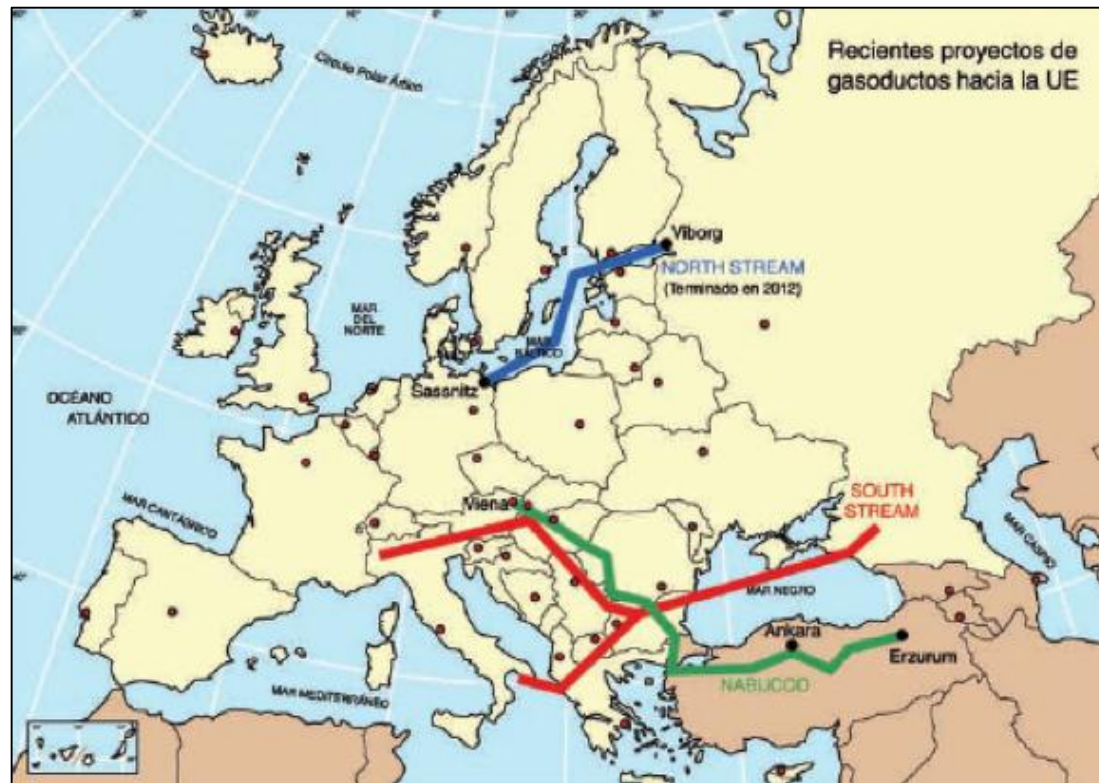 Recientes proyectos de
gasoductos hacia la UE
Círculo Polar Ártico
Viborg
NORTH STREAM
(Terminado en 2012)
MAR
DEL
NORTE
MAR
BÁLTICO
Sassnitz
OCÉANO
ATLÁNTICO
Viena
SOUTH
STREAM
MAR CANTÁBRICO
MAR CASPIO
MAR NEGRO
Ankara
Erzurum
NABUCOD
MAR MEDITERRÁNEO